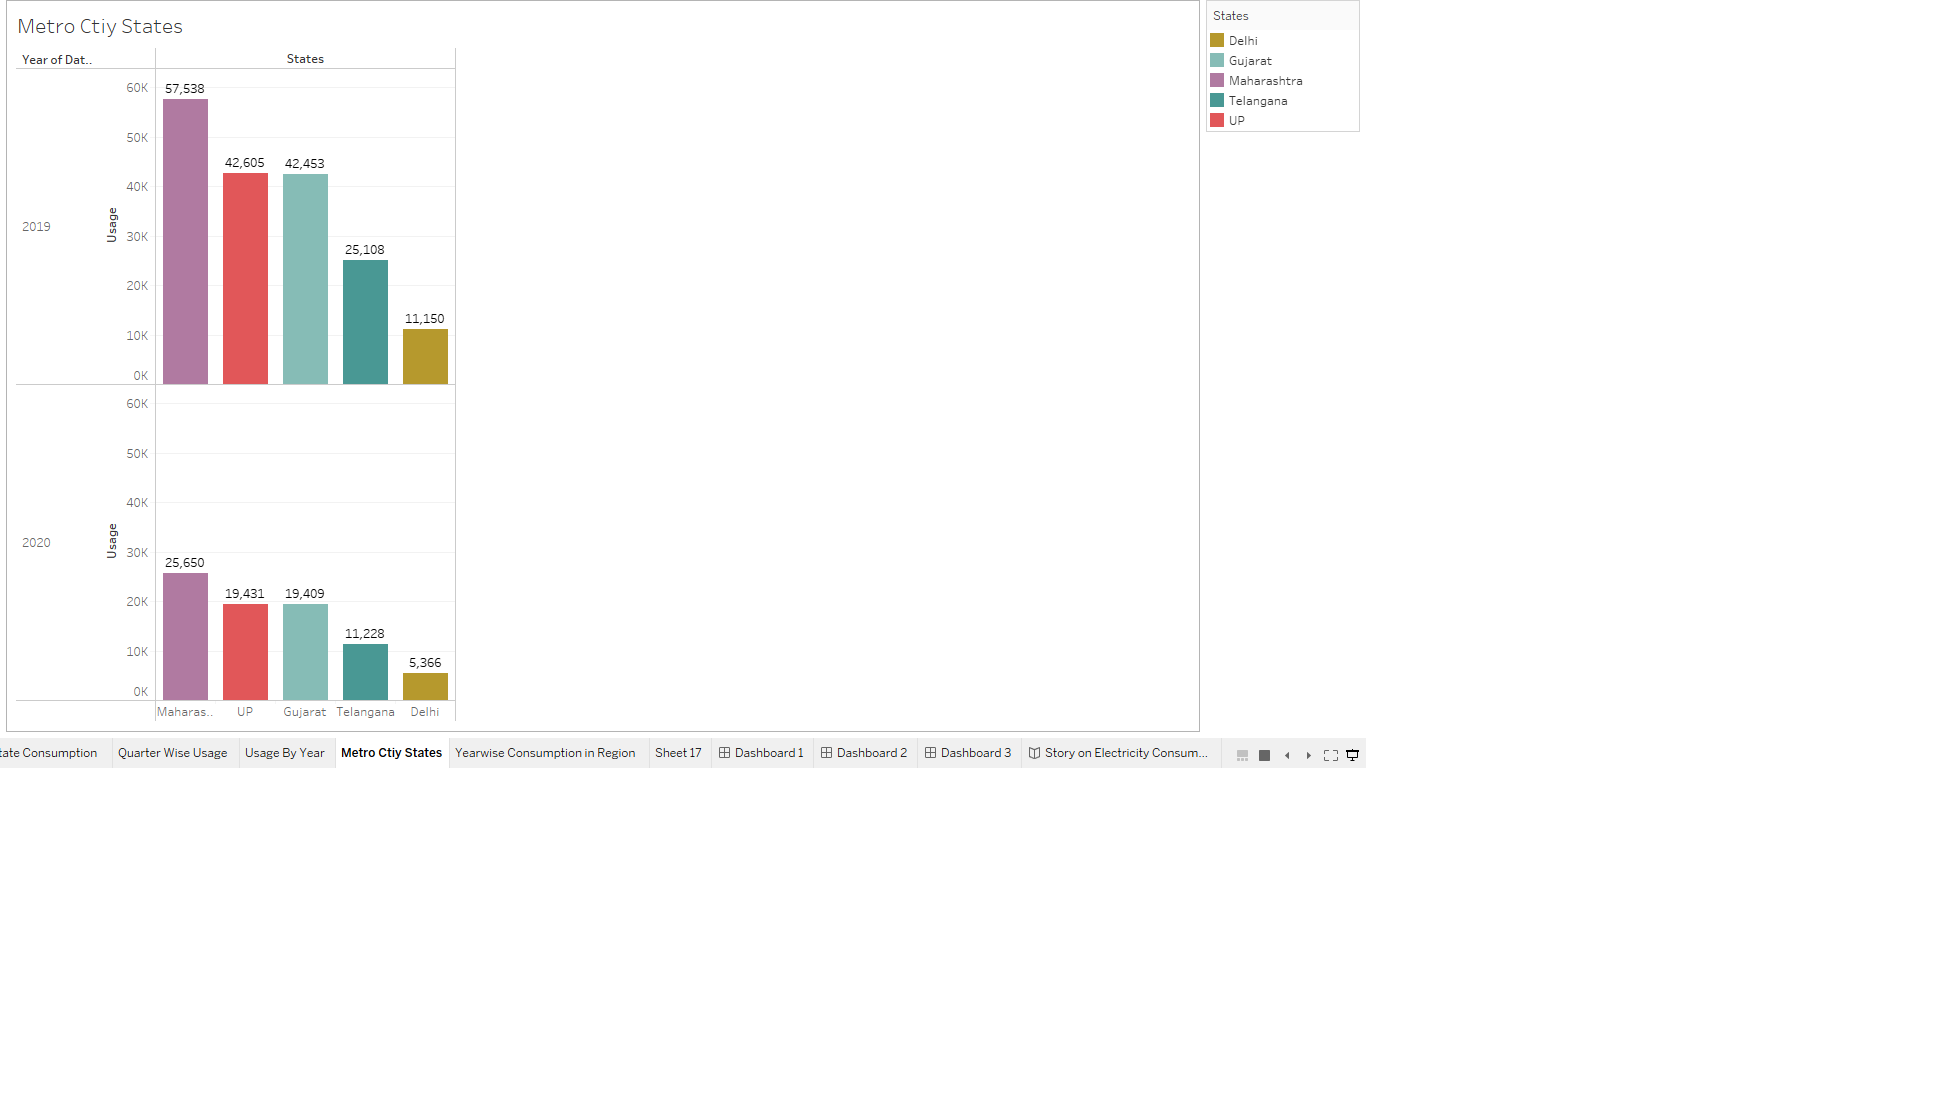 Metro Ctiy States
Year of Dat..
States
60K
50K
40K
30K
20K
10K
0K
Usage
2019
57,538
42,605
42,453
25,108
11,150
60K
50K
40K
30K
20K
10K
0K
Usage
2020
25,650
19,431
19,409
11,228
5,366
Maharas.. UP Gujarat Telangana Delhi
States
Delhi
Gujarat
Maharashtra
Telangana
UP
tate Consumption Quarter Wise Usage Usage By Year Metro Ctiy States Yearwise Consumption in Region Sheet 17 Dashboard 1 Dashboard 2 Dashboard 3 Story on Electricity Consum...